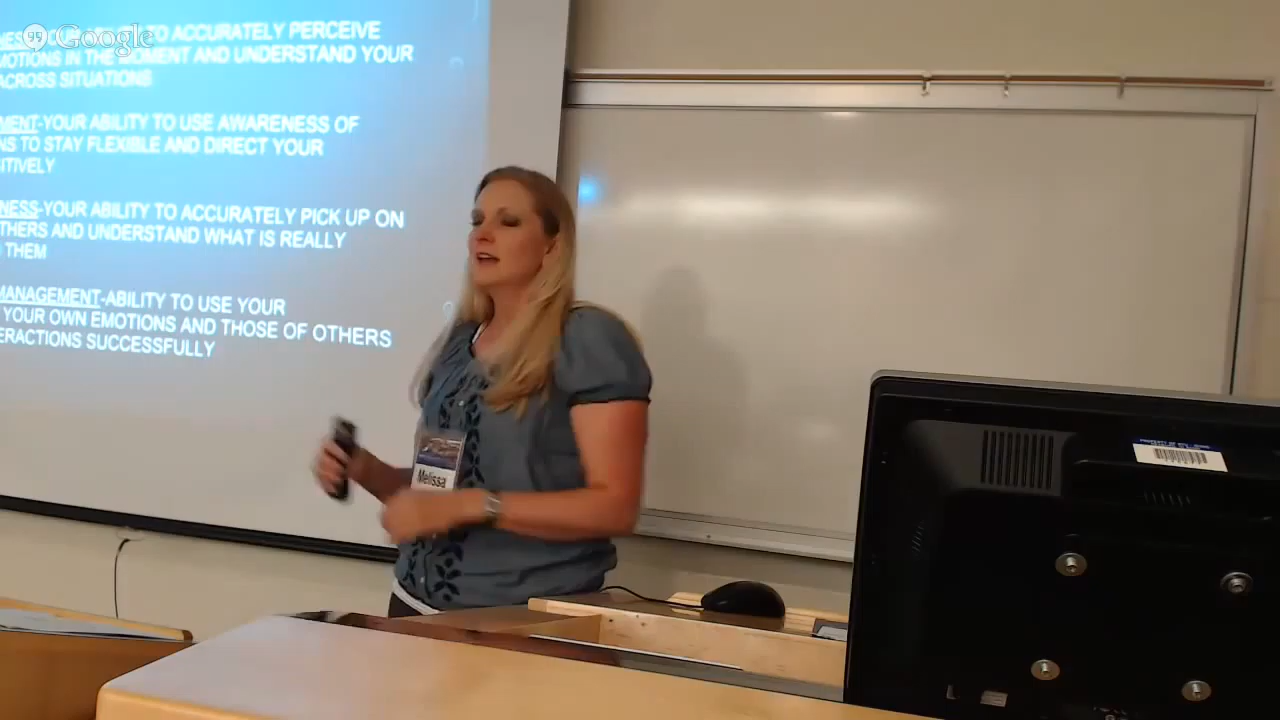 Google
TO ACCURATELY PERCEIVE
MOTIONS IN THE MOMENT AND UNDERSTAND YOUR
ACROSS SITUATIONS
MENT-YOUR ABILITY TO USE AWARENESS OF
NS TO STAY FLEXIBLE AND DIRECT YOUR
ITIVELY
NESS-YOUR ABILITY TO ACCURATELY PICK UP ON
THERS AND UNDERSTAND WHAT IS REALLY
THEM
MANAGEMENT-ABILITY TO USE YOUR
YOUR OWN EMOTIONS AND THOSE OF OTHERS
ERACTIONS SUCCESSFULLY
Melissa